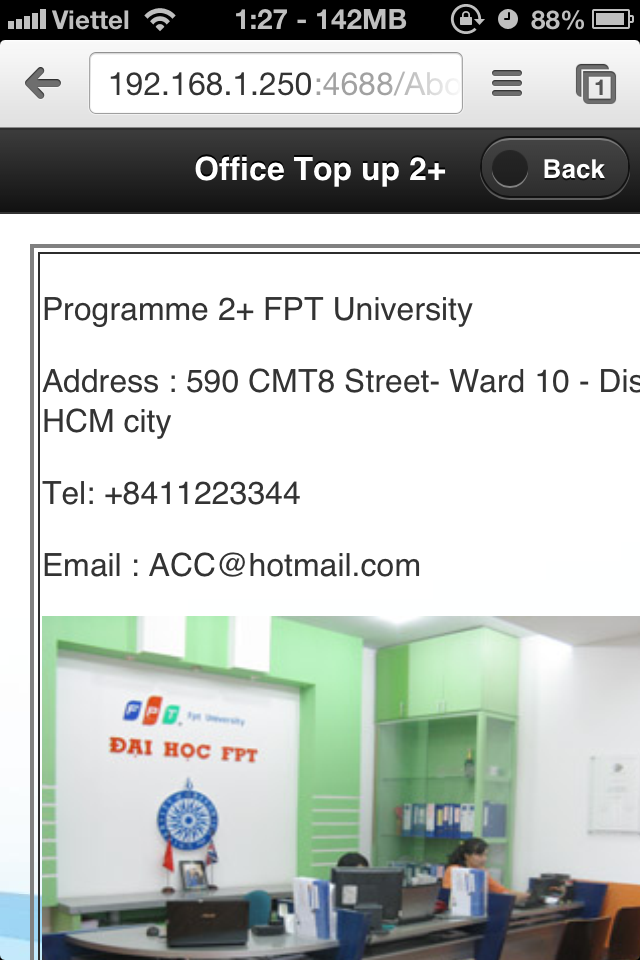 Viettel 1:27 - 142MB 88%
192.168.1.250:4688/Abo
1
Office Top up 2+
Back
Programme 2+ FPT University
Address : 590 CMT8 Street- Ward 10 - Dis
HCM city
Tel: +8411223344
Email : ACC@hotmail.com
FPT Fpt University
ĐẠI HỌC FPT